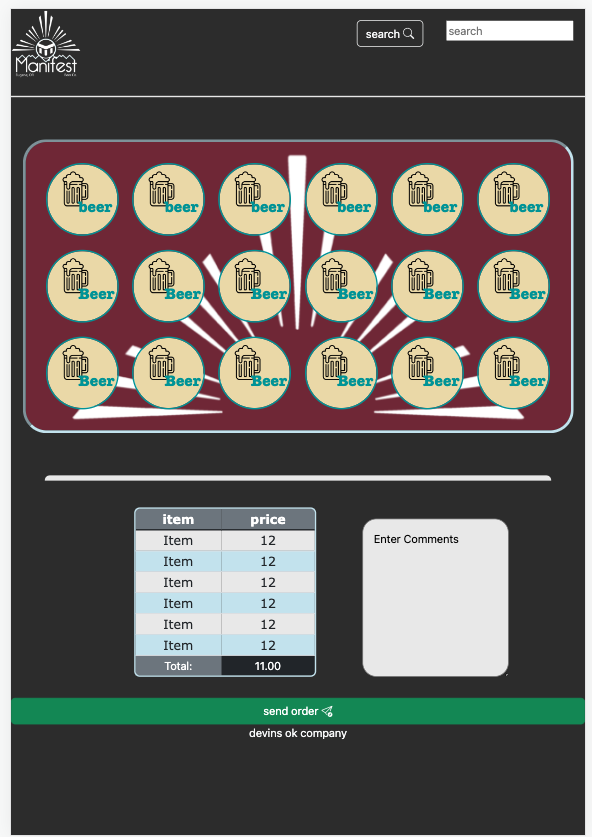 search
search
Manifest
beer beer beer beer beer beer
Beer Beer Beer Beer Beer Beer
Beer Beer Beer Beer Beer Beer
item price
Item 12
Item 12
Item 12
Item 12
Item 12
Item 12
Total: 11.00
Enter Comments
send order
devins ok company